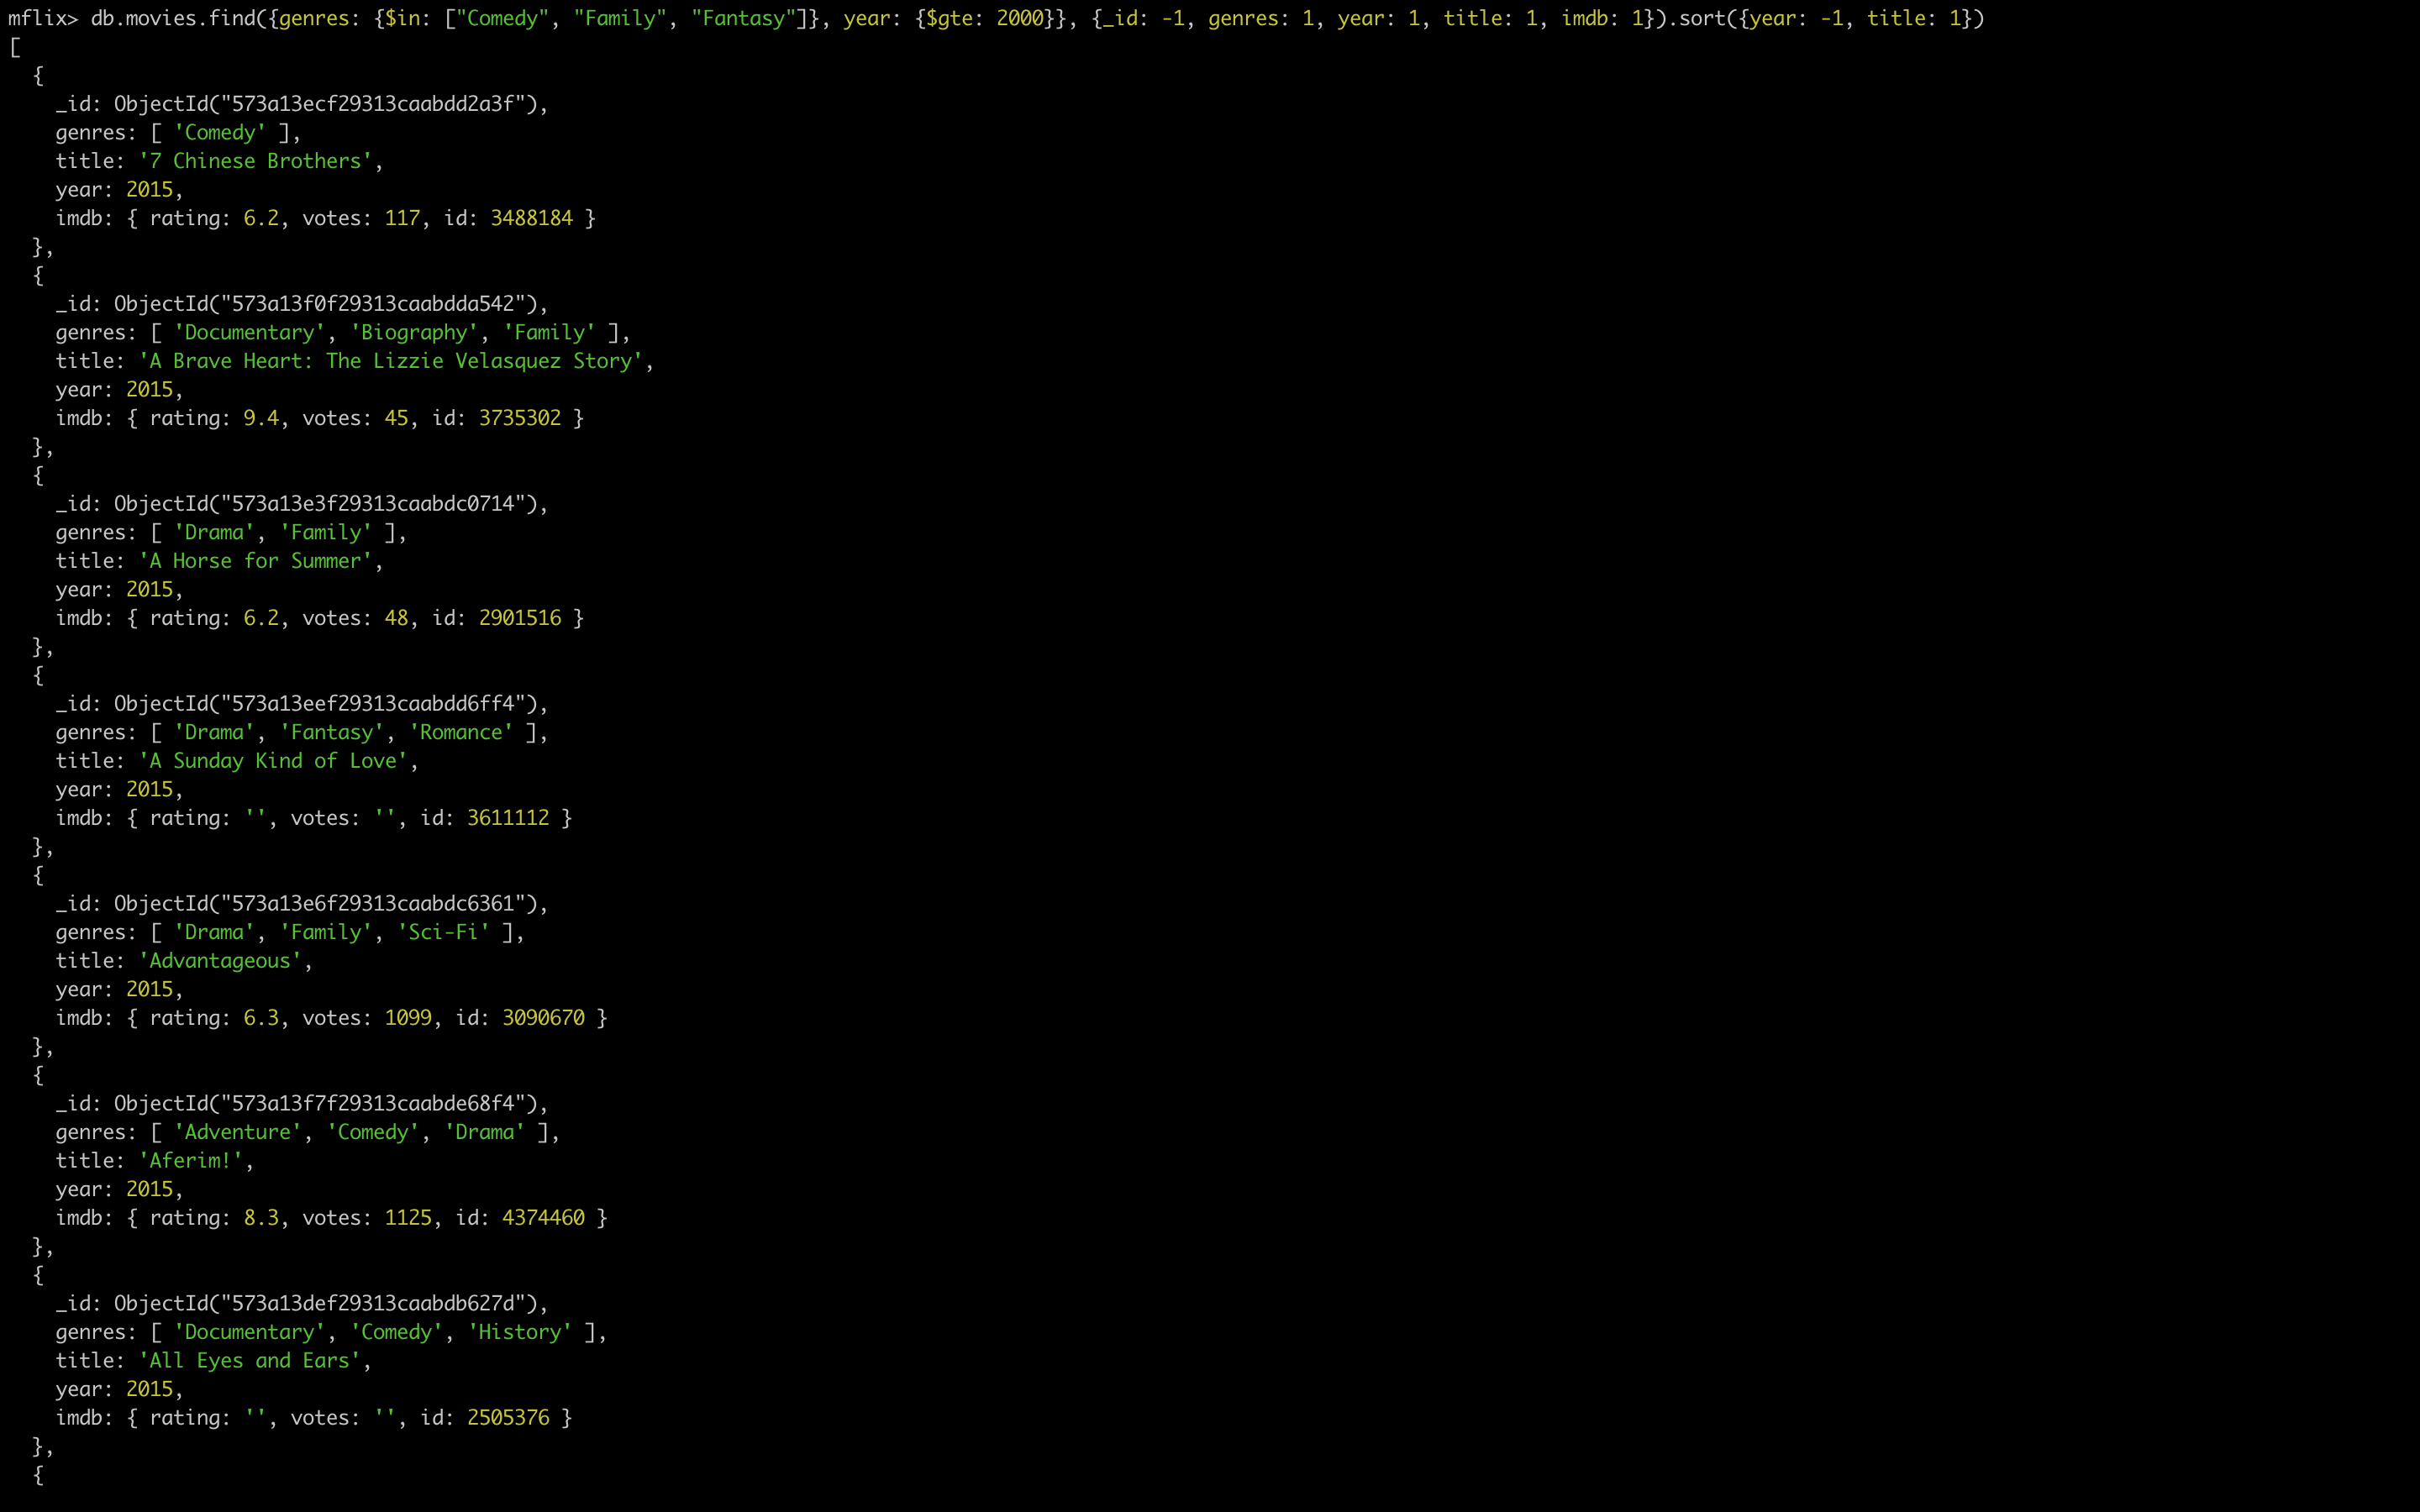 mflix> db.movies.find({genres: {$in: ["Comedy", "Family", "Fantasy"]}, year: {$gte: 2000}}, {_id: -1, genres: 1, year: 1, title: 1, imdb: 1}).sort({year: -1, title: 1})
[
  {
    _id: ObjectId("573a13ecf29313caabdd2a3f"),
    genres: [ 'Comedy' ],
    title: '7 Chinese Brothers',
    year: 2015,
    imdb: { rating: 6.2, votes: 117, id: 3488184 }
  },
  {
    _id: ObjectId("573a13f0f29313caabdda542"),
    genres: [ 'Documentary', 'Biography', 'Family' ],
    title: 'A Brave Heart: The Lizzie Velasquez Story',
    year: 2015,
    imdb: { rating: 9.4, votes: 45, id: 3735302 }
  },
  {
    _id: ObjectId("573a13e3f29313caabdc0714"),
    genres: [ 'Drama', 'Family' ],
    title: 'A Horse for Summer',
    year: 2015,
    imdb: { rating: 6.2, votes: 48, id: 2901516 }
  },
  {
    _id: ObjectId("573a13eef29313caabdd6ff4"),
    genres: [ 'Drama', 'Fantasy', 'Romance' ],
    title: 'A Sunday Kind of Love',
    year: 2015,
    imdb: { rating: '', votes: '', id: 3611112 }
  },
  {
    _id: ObjectId("573a13e6f29313caabdc6361"),
    genres: [ 'Drama', 'Family', 'Sci-Fi' ],
    title: 'Advantageous',
    year: 2015,
    imdb: { rating: 6.3, votes: 1099, id: 3090670 }
  },
  {
    _id: ObjectId("573a13f7f29313caabde68f4"),
    genres: [ 'Adventure', 'Comedy', 'Drama' ],
    title: 'Aferim!',
    year: 2015,
    imdb: { rating: 8.3, votes: 1125, id: 4374460 }
  },
  {
    _id: ObjectId("573a13def29313caabdb627d"),
    genres: [ 'Documentary', 'Comedy', 'History' ],
    title: 'All Eyes and Ears',
    year: 2015,
    imdb: { rating: '', votes: '', id: 2505376 }
  },
  {